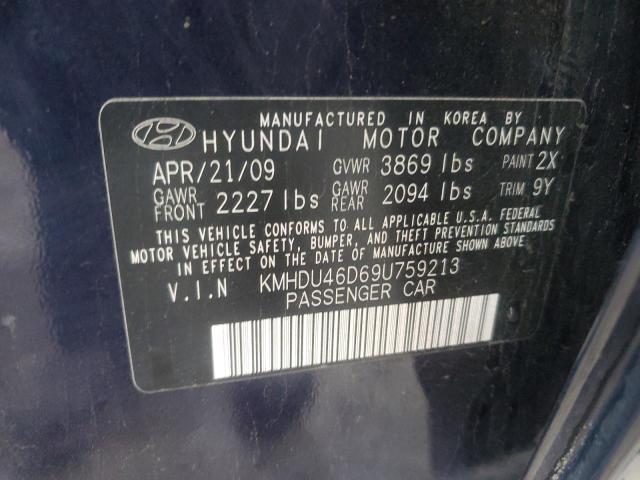 MANUFACTURED IN KOREA BY
HYUNDAI MOTOR COMPANY
APR/21/09 GVWR 3869 lbs PAINT 2X
GAWR FRONT 2227 lbs GAWR REAR 2094 lbs TRIM 9Y
THIS VEHICLE CONFORMS TO ALL APPLICABLE U.S.A. FEDERAL
MOTOR VEHICLE SAFETY, BUMPER, AND THEFT PREVENTION STANDARDS
IN EFFECT ON THE DATE OF MANUFACTURE SHOWN ABOVE.
V.I.N KMHDU46D69U759213
PASSENGER CAR